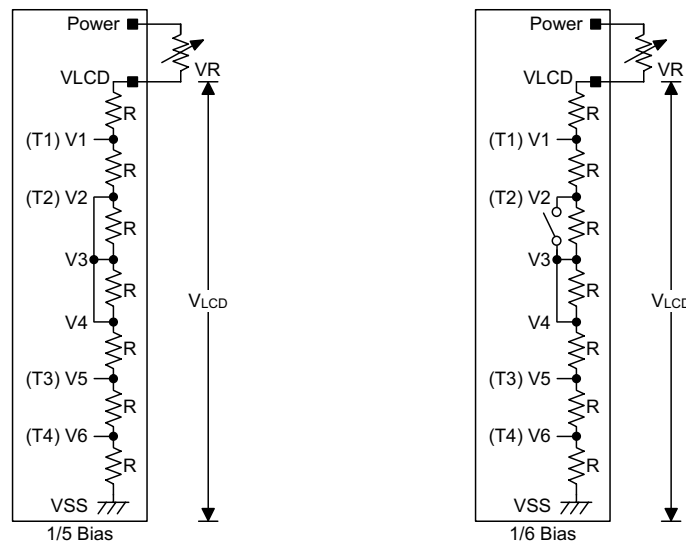 Power
VR
VLCD
R
(T1) V1
R
(T2) V2
R
V3
R
V4
R
(T3) V5
R
(T4) V6
R
VSS
VLCD
1/5 Bias
Power
VR
VLCD
R
(T1) V1
R
(T2) V2
R
V3
R
V4
R
(T3) V5
R
(T4) V6
R
VSS
VLCD
1/6 Bias